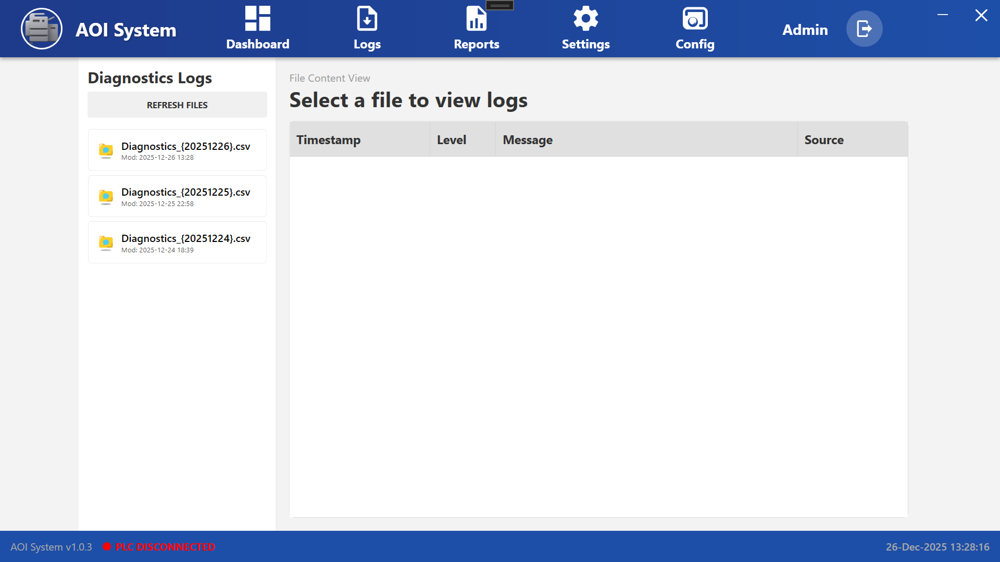 AOI System
Dashboard
Logs
Reports
Settings
Config
Admin
Diagnostics Logs
REFRESH FILES
Diagnostics_{20251226}.csv
Mod: 2025-12-26 13:28
Diagnostics_{20251225}.csv
Mod: 2025-12-25 22:58
Diagnostics_{20251224}.csv
Mod: 2025-12-24 18:39
File Content View
Select a file to view logs
Timestamp
Level
Message
Source
AOI System v1.0.3
PLC DISCONNECTED
26-Dec-2025 13:28:16